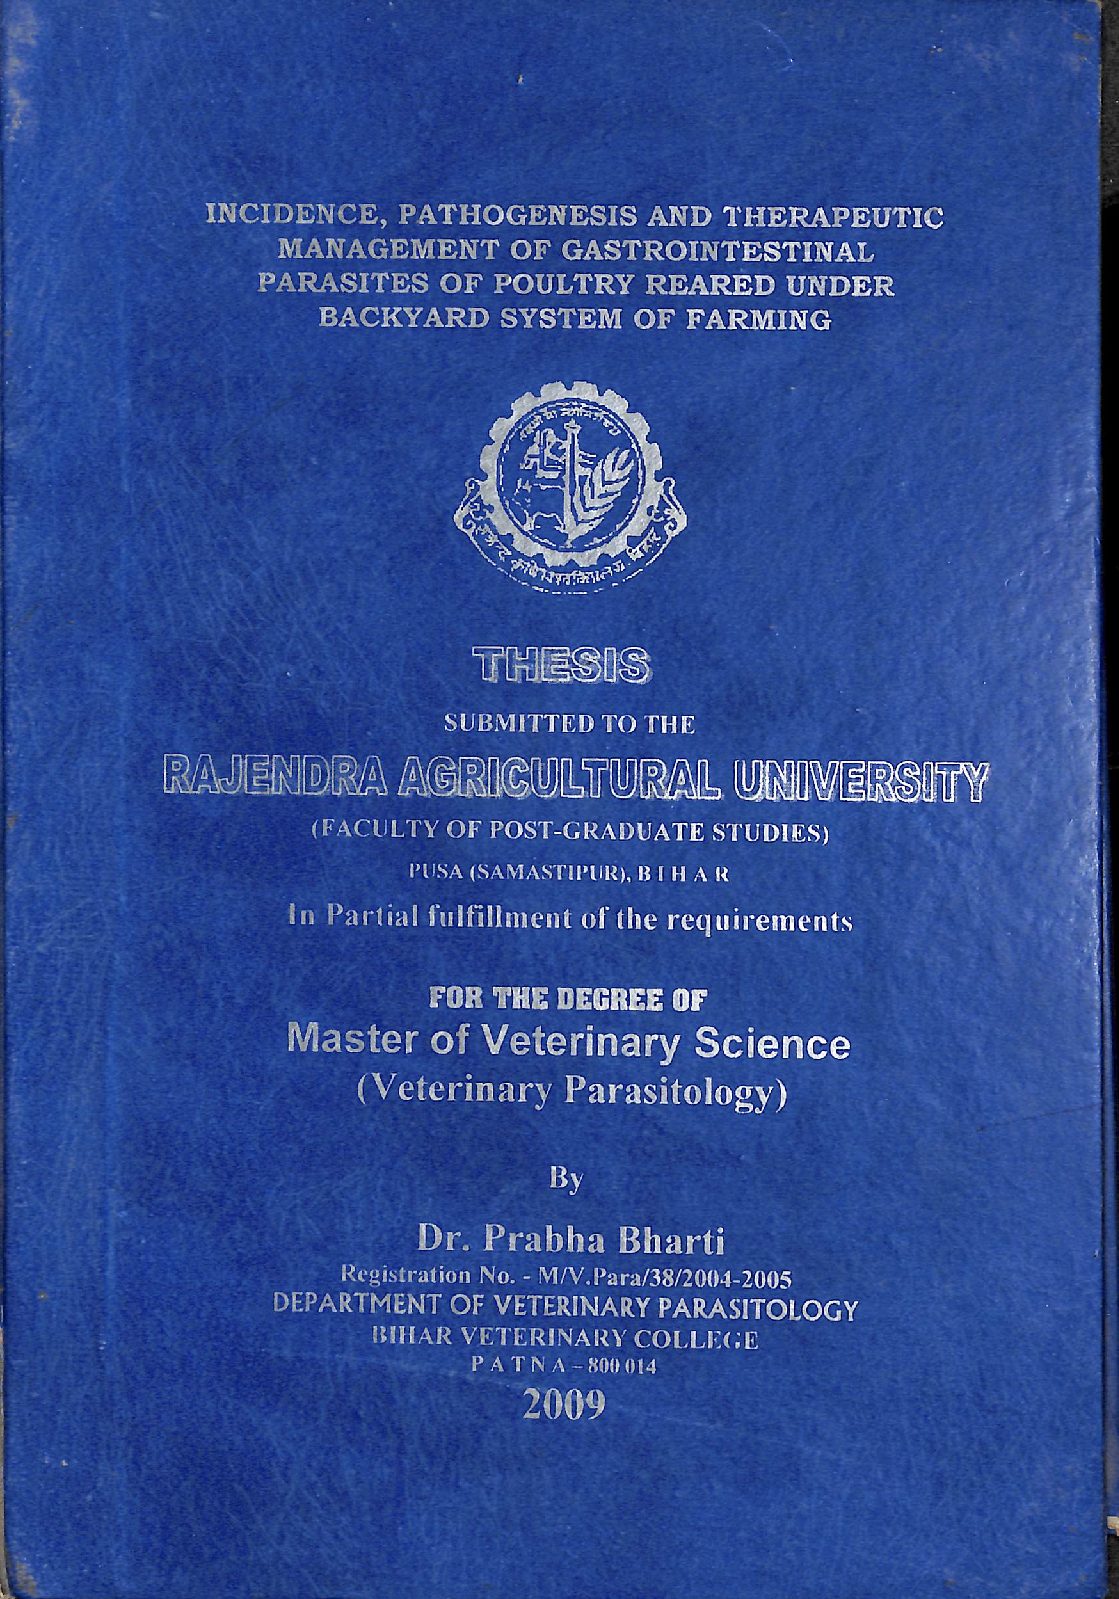 INCIDENCE, PATHOGENESIS AND THERAPEUTIC
MANAGEMENT OF GASTROINTESTINAL
PARASITES OF POULTRY REARED UNDER
BACKYARD SYSTEM OF FARMING
THESIS
SUBMITTED TO THE
RAJENDRA AGRICULTURAL UNIVERSITY
(FACULTY OF POST-GRADUATE STUDIES)
PUSA (SAMASTIPUR), B I H A R
In Partial fulfillment of the requirements
FOR THE DEGREE OF
Master of Veterinary Science
(Veterinary Parasitology)
By
Dr. Prabha Bharti
Registration No. - M/V.Para/38/2004-2005
DEPARTMENT OF VETERINARY PARASITOLOGY
BIHAR VETERINARY COLLEGE
P A T N A – 800 014
2009